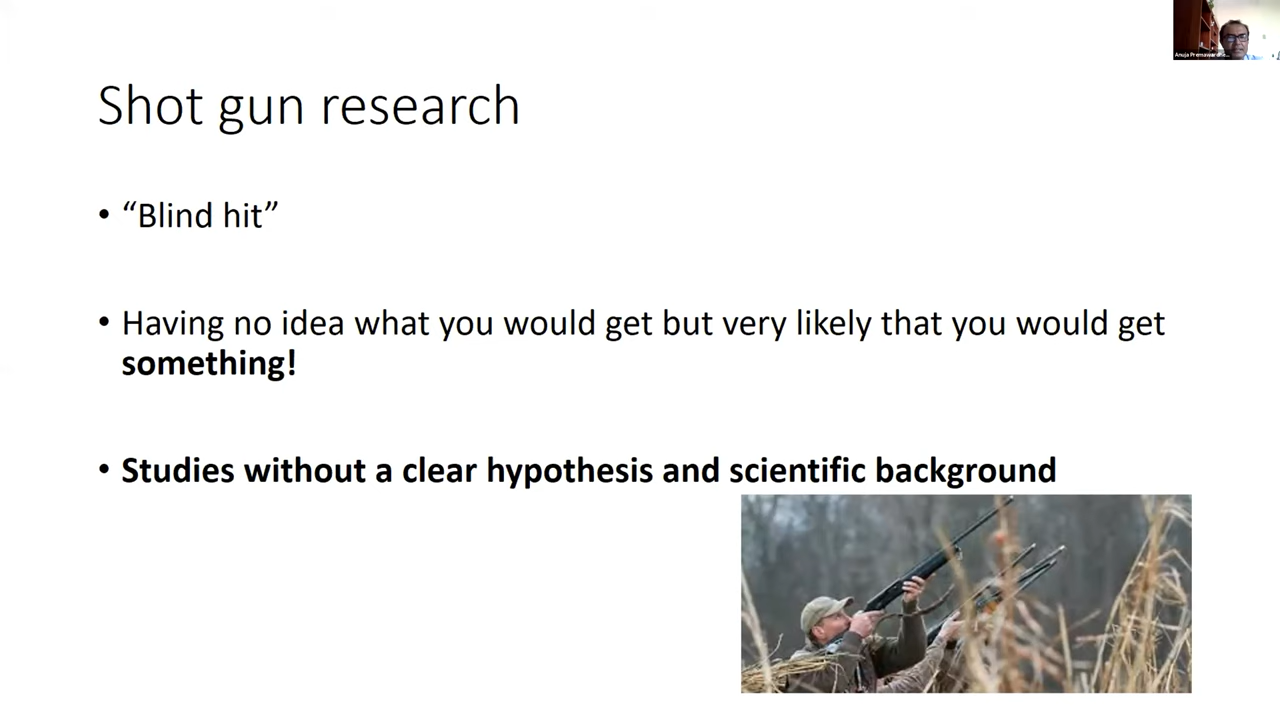 Shot gun research
• “Blind hit”
• Having no idea what you would get but very likely that you would get
something!
• Studies without a clear hypothesis and scientific background
Anuja